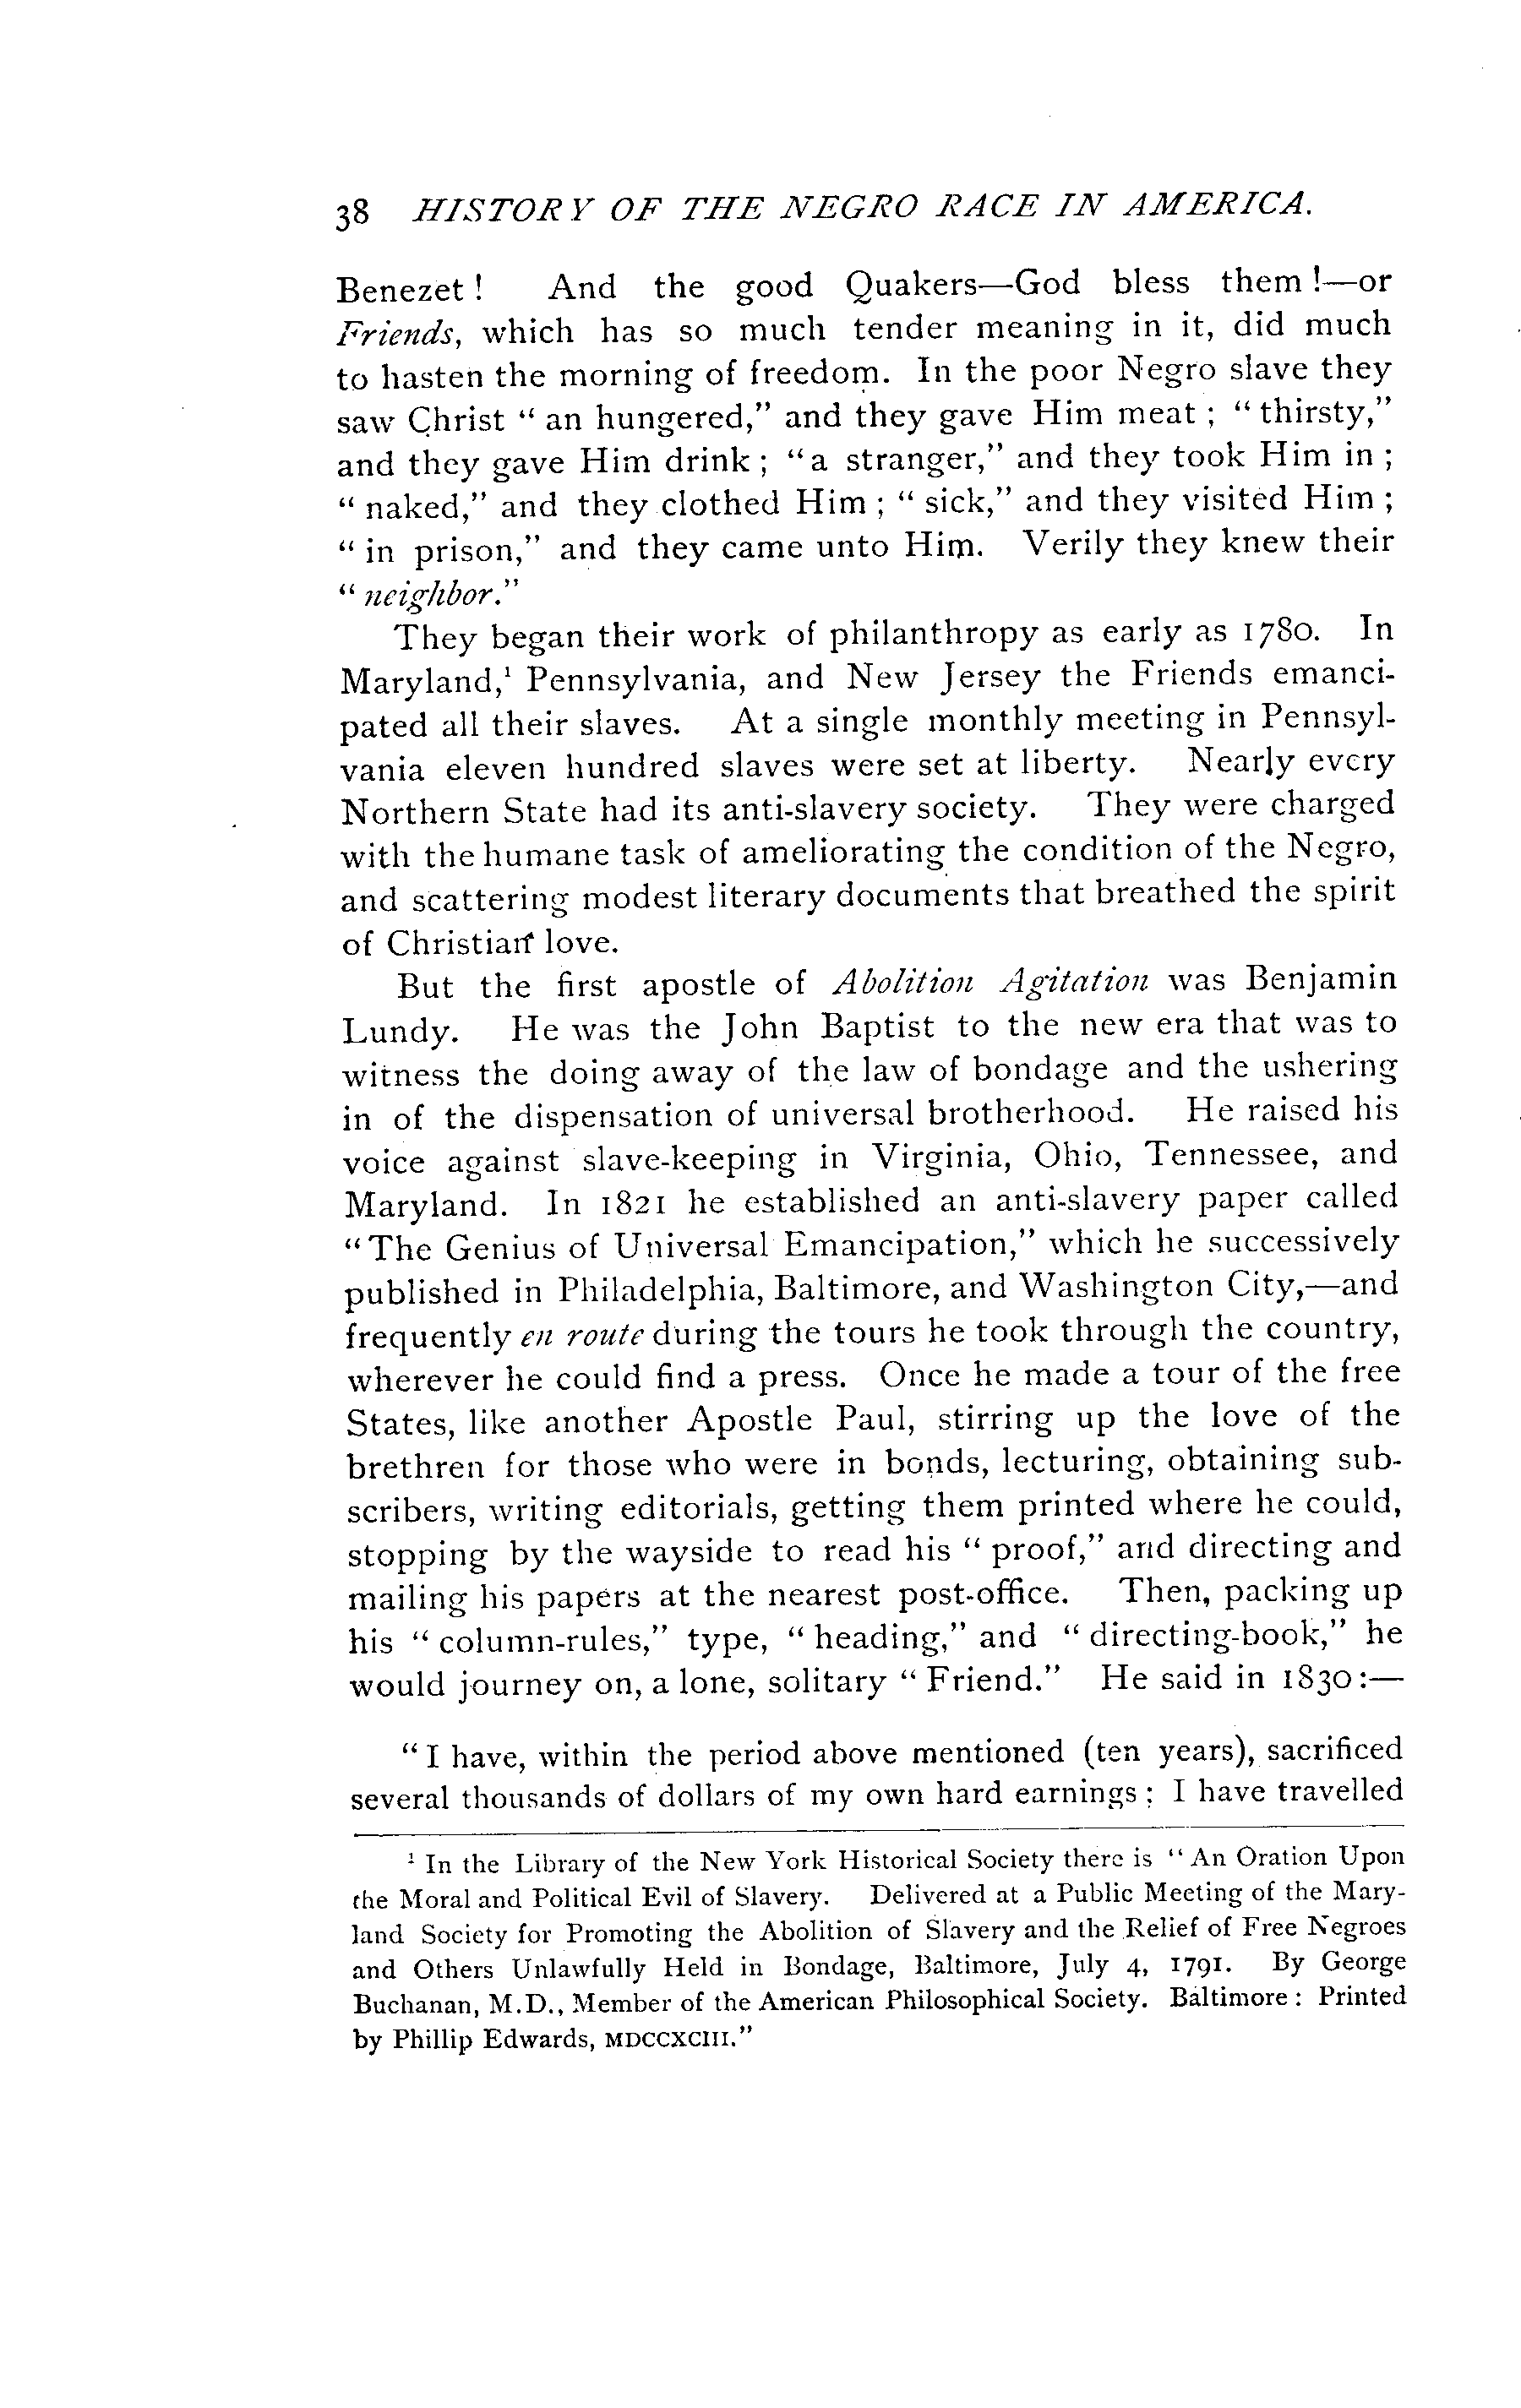 38 HISTORY OF THE NEGRO RACE IN AMERICA.
Benezet! And the good Quakers—God bless them!—or
Friends, which has so much tender meaning in it, did much
to hasten the morning of freedom. In the poor Negro slave they
saw Christ "an hungered," and they gave Him meat; "thirsty,"
and they gave Him drink; "a stranger," and they took Him in;
"naked," and they clothed Him; "sick," and they visited Him;
"in prison," and they came unto Him. Verily they knew their
"neighbor."
They began their work of philanthropy as early as 1780. In
Maryland,¹ Pennsylvania, and New Jersey the Friends emanci-
pated all their slaves. At a single monthly meeting in Pennsyl-
vania eleven hundred slaves were set at liberty. Nearly every
Northern State had its anti-slavery society. They were charged
with the humane task of ameliorating the condition of the Negro,
and scattering modest literary documents that breathed the spirit
of Christian love.
But the first apostle of Abolition Agitation was Benjamin
Lundy. He was the John Baptist to the new era that was to
witness the doing away of the law of bondage and the ushering
in of the dispensation of universal brotherhood. He raised his
voice against slave-keeping in Virginia, Ohio, Tennessee, and
Maryland. In 1821 he established an anti-slavery paper called
"The Genius of Universal Emancipation," which he successively
published in Philadelphia, Baltimore, and Washington City,—and
frequently en route during the tours he took through the country,
wherever he could find a press. Once he made a tour of the free
States, like another Apostle Paul, stirring up the love of the
brethren for those who were in bonds, lecturing, obtaining sub-
scribers, writing editorials, getting them printed where he could,
stopping by the wayside to read his "proof," and directing and
mailing his papers at the nearest post-office. Then, packing up
his "column-rules," type, "heading," and "directing-book," he
would journey on, a lone, solitary "Friend." He said in 1830:—
"I have, within the period above mentioned (ten years), sacrificed
several thousands of dollars of my own hard earnings: I have travelled
¹ In the Library of the New York Historical Society there is "An Oration Upon
the Moral and Political Evil of Slavery. Delivered at a Public Meeting of the Mary-
land Society for Promoting the Abolition of Slavery and the Relief of Free Negroes
and Others Unlawfully Held in Bondage, Baltimore, July 4, 1791. By George
Buchanan, M.D., Member of the American Philosophical Society. Baltimore: Printed
by Phillip Edwards, MDCCXCIII."